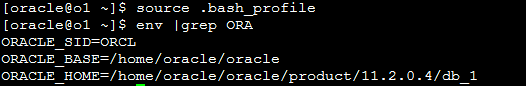 [oracle@o1 ~]$ source .bash_profile
[oracle@o1 ~]$ env |grep ORA
ORACLE_SID=ORCL
ORACLE_BASE=/home/oracle/oracle
ORACLE_HOME=/home/oracle/oracle/product/11.2.0.4/db_1